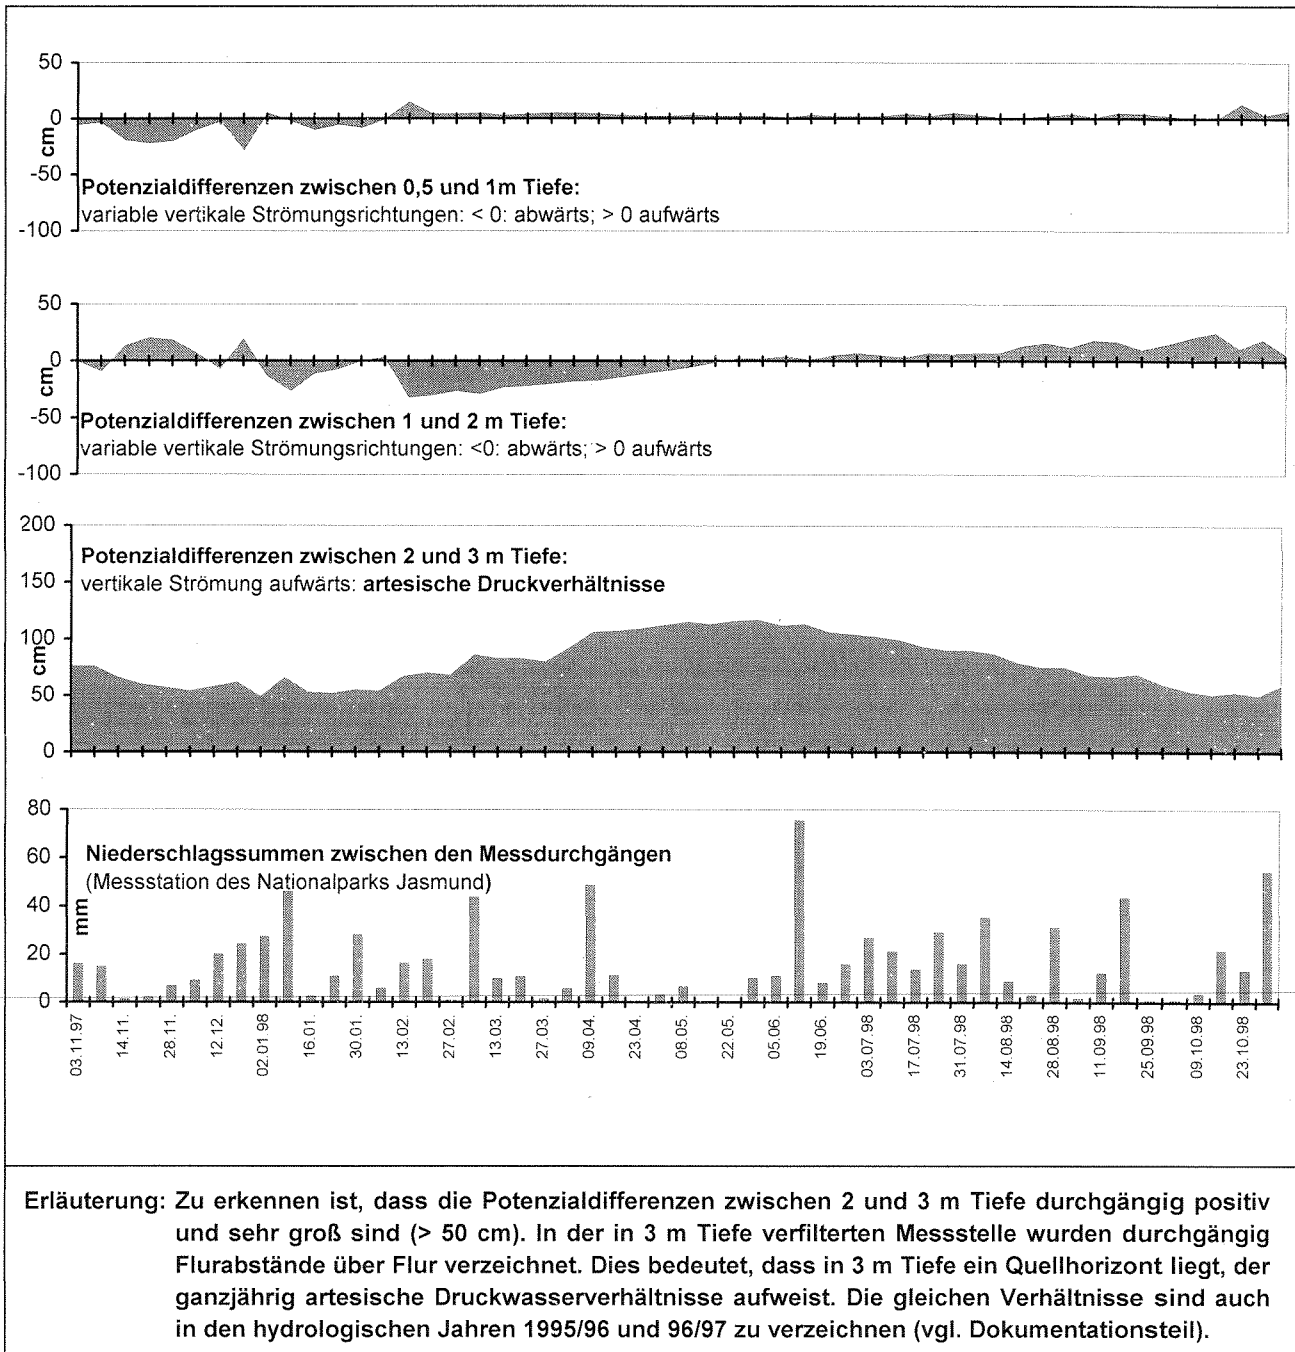 50
0
-50
-100
cm
Potenzialdifferenzen zwischen 0,5 und 1m Tiefe:
variable vertikale Strömungsrichtungen: < 0: abwärts; > 0 aufwärts
50
0
-50
-100
cm
Potenzialdifferenzen zwischen 1 und 2 m Tiefe:
variable vertikale Strömungsrichtungen: <0: abwärts; > 0 aufwärts
200
150
100
50
0
cm
Potenzialdifferenzen zwischen 2 und 3 m Tiefe:
vertikale Strömung aufwärts: artesische Druckverhältnisse
80
60
40
20
0
mm
Niederschlagssummen zwischen den Messdurchgängen
(Messstation des Nationalparks Jasmund)
03.11.97
14.11.
28.11.
12.12.
02.01.98
16.01.
30.01.
13.02.
27.02.
13.03.
27.03.
09.04.
23.04.
08.05.
22.05.
05.06.
19.06.
03.07.98
17.07.98
31.07.98
14.08.98
28.08.98
11.09.98
25.09.98
09.10.98
23.10.98
Erläuterung: Zu erkennen ist, dass die Potenzialdifferenzen zwischen 2 und 3 m Tiefe durchgängig positiv
und sehr groß sind (> 50 cm). In der in 3 m Tiefe verfilterten Messstelle wurden durchgängig
Flurabstände über Flur verzeichnet. Dies bedeutet, dass in 3 m Tiefe ein Quellhorizont liegt, der
ganzjährig artesische Druckwasserverhältnisse aufweist. Die gleichen Verhältnisse sind auch
in den hydrologischen Jahren 1995/96 und 96/97 zu verzeichnen (vgl. Dokumentationsteil).